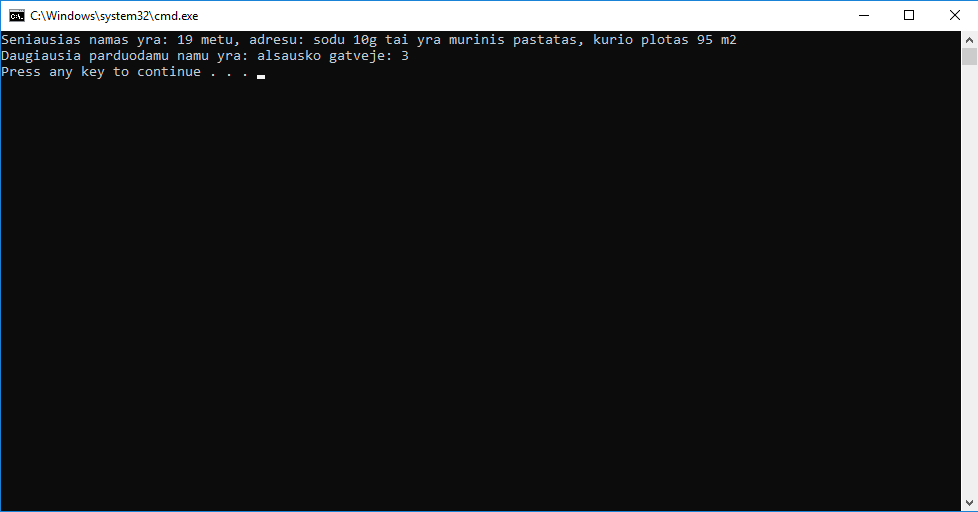 C:\Windows\system32\cmd.exe
Seniausias namas yra: 19 metu, adresu: sodu 10g tai yra murinis pastatas, kurio plotas 95 m2
Daugiausia parduodamu namu yra: alsausko gatveje: 3
Press any key to continue . . .